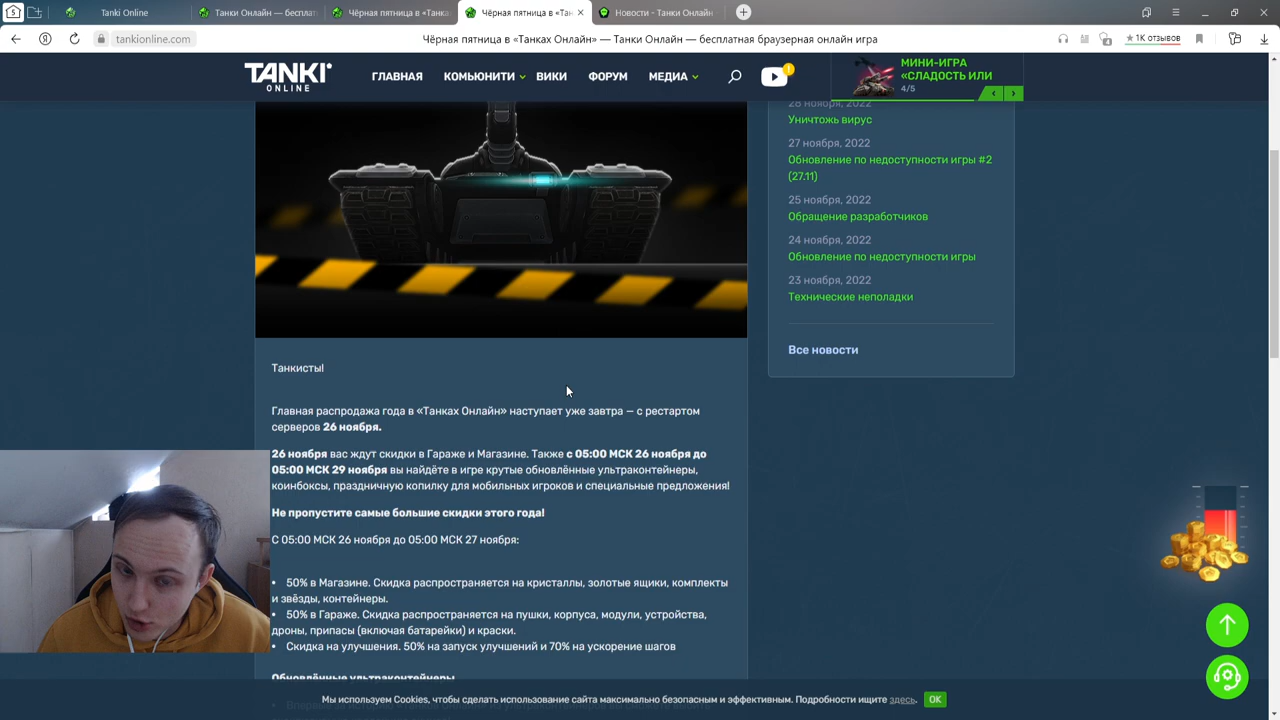 5
Tanki Online
Танки Онлайн — бесплат
Чёрная пятница в «Танка
Чёрная пятница в «Тан
Новости - Танки Онлайн
tankionline.com
Чёрная пятница в «Танках Онлайн» — Танки Онлайн — бесплатная браузерная онлайн игра
★ 1К отзывов
TANKI
ONLINE
ГЛАВНАЯ
КОМЬЮНИТИ
ВИКИ
ФОРУМ
МЕДИА
МИНИ-ИГРА
«СЛАДОСТЬ ИЛИ
4/5
28 ноября, 2022
Уничтожь вирус
27 ноября, 2022
Обновление по недоступности игры #2
(27.11)
25 ноября, 2022
Обращение разработчиков
24 ноября, 2022
Обновление по недоступности игры
23 ноября, 2022
Технические неполадки
Все новости
Танкисты!
Главная распродажа года в «Танках Онлайн» наступает уже завтра — с рестартом
серверов 26 ноября.
26 ноября вас ждут скидки в Гараже и Магазине. Также с 05:00 МСК 26 ноября до
05:00 МСК 29 ноября вы найдёте в игре крутые обновлённые ультраконтейнеры,
коинбоксы, праздничную копилку для мобильных игроков и специальные предложения!
Не пропустите самые большие скидки этого года!
С 05:00 МСК 26 ноября до 05:00 МСК 27 ноября:
• 50% в Магазине. Скидка распространяется на кристаллы, золотые ящики, комплекты
и звёзды, контейнеры.
• 50% в Гараже. Скидка распространяется на пушки, корпуса, модули, устройства,
дроны, припасы (включая батарейки) и краски.
• Скидка на улучшения. 50% на запуск улучшений и 70% на ускорение шагов
Обновлённые ультраконтейнеры
Мы используем Cookies, чтобы сделать использование сайта максимально безопасным и эффективным. Подробности ищите здесь.
OK